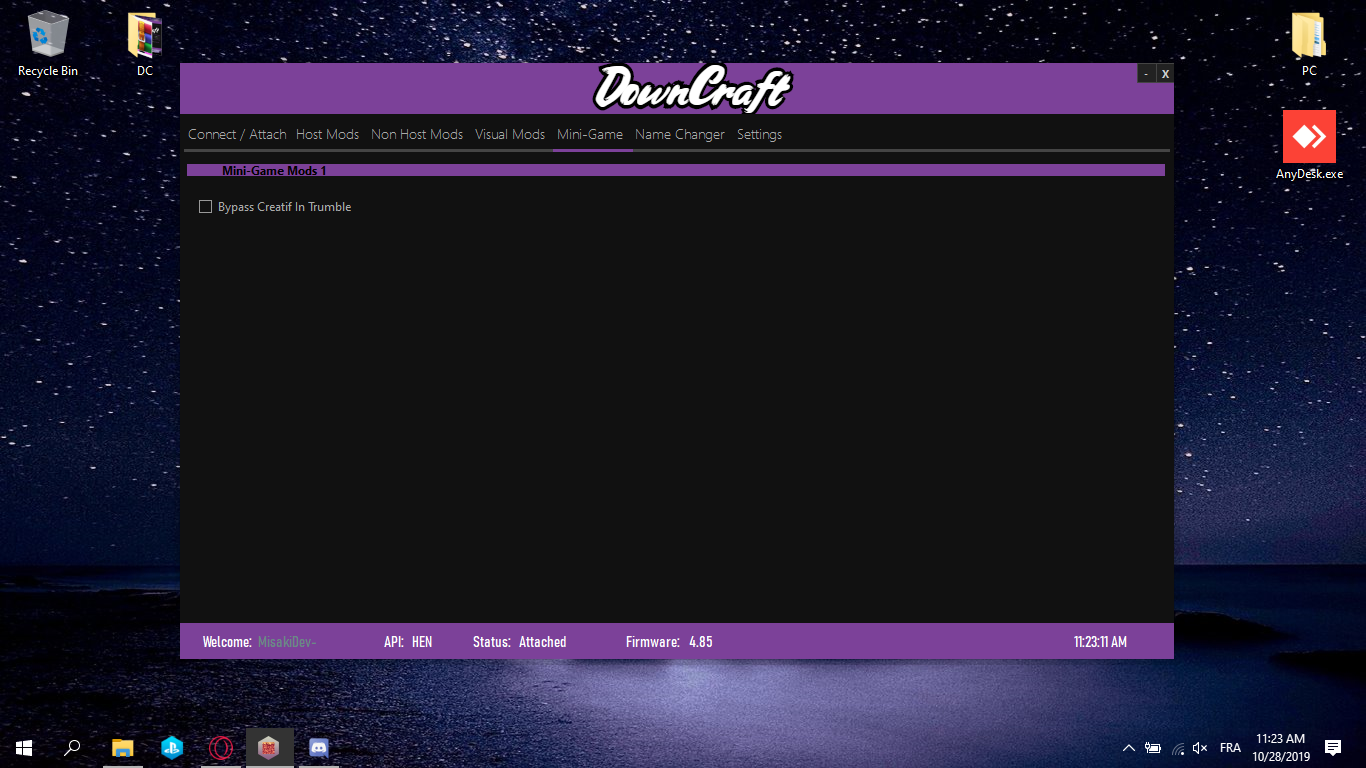 Recycle Bin
DC
PC
AnyDesk.exe
DownCraft
- X
Connect / Attach Host Mods Non Host Mods Visual Mods Mini-Game Name Changer Settings
Mini-Game Mods 1
Bypass Creatif In Trumble
Welcome: MisakiDev- API: HEN Status: Attached Firmware: 4.85 11:23:11 AM
FRA
11:23 AM
10/28/2019